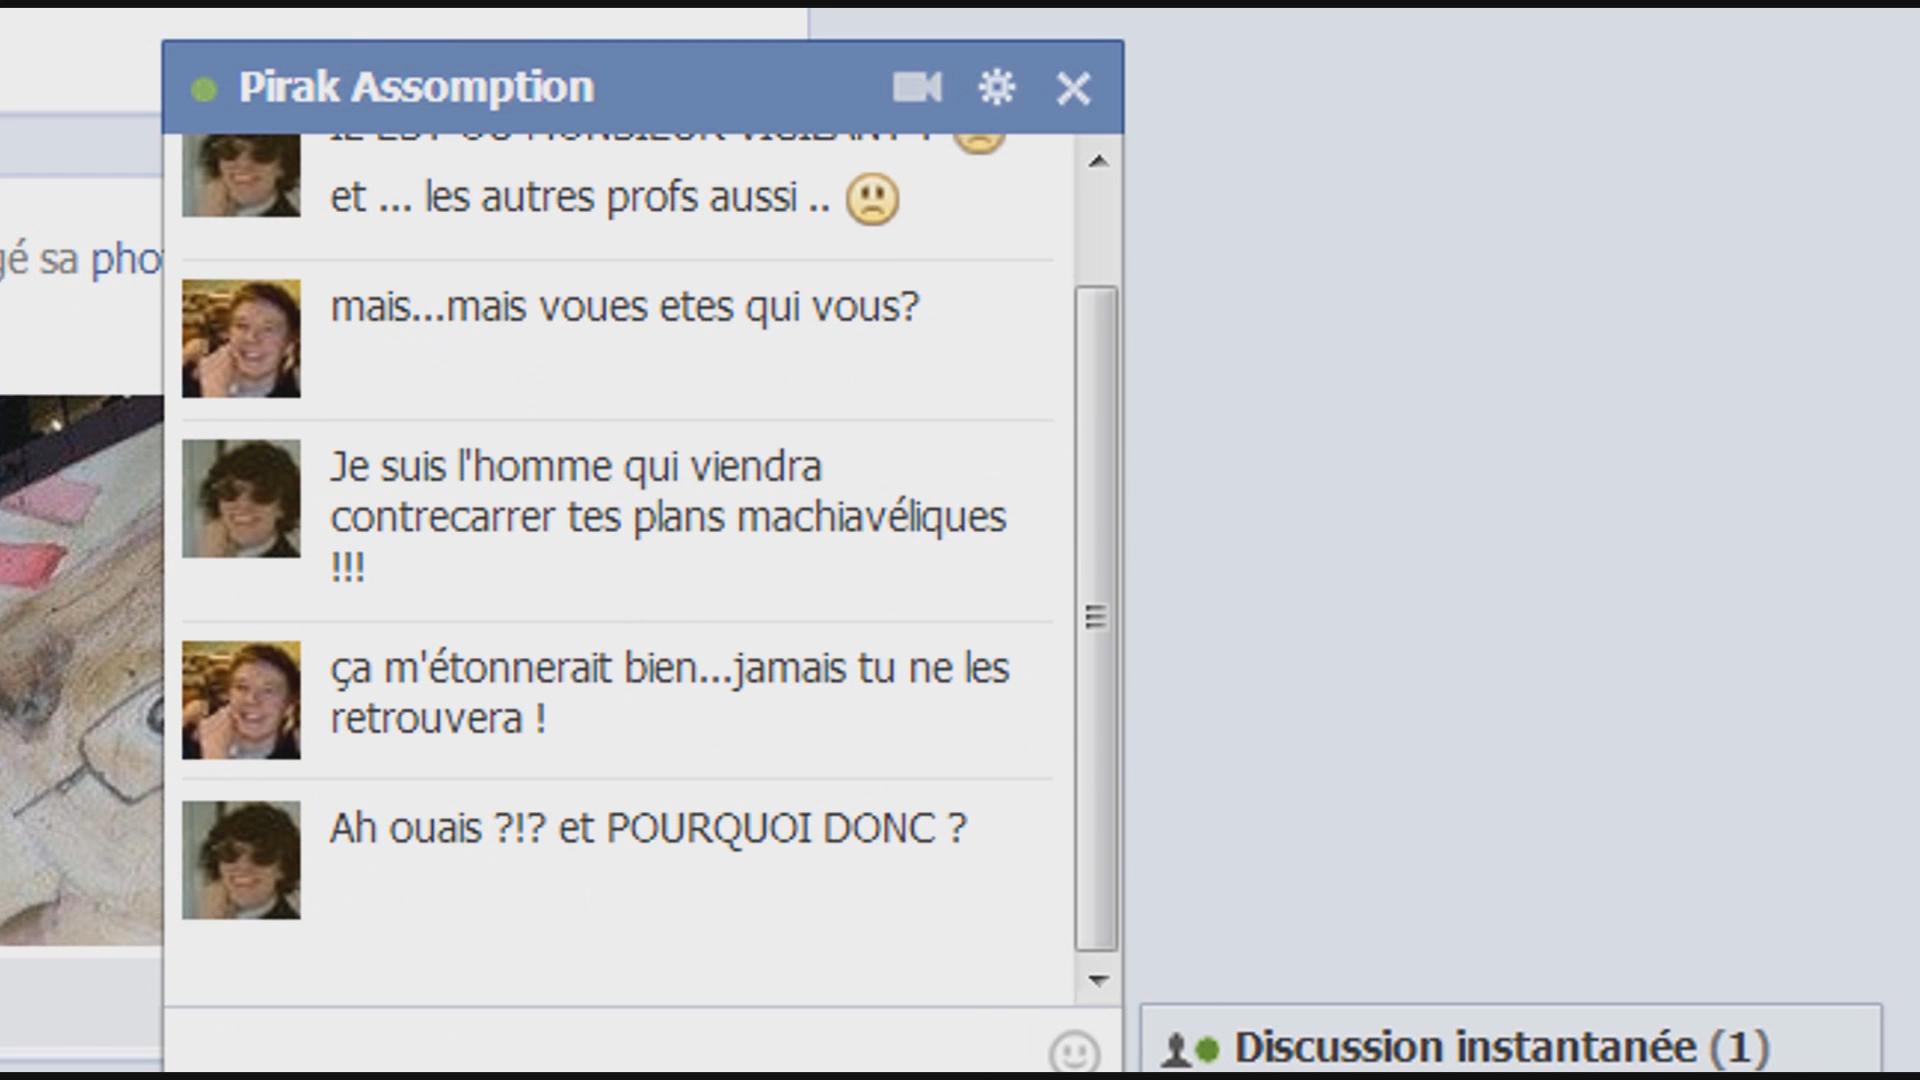 Pirak Assomption
et ... les autres profs aussi ..
gé sa pho
mais...mais voues etes qui vous?
Je suis l'homme qui viendra
contrecarrer tes plans machiavéliques
!!!
ça m'étonnerait bien...jamais tu ne les
retrouvera !
Ah ouais ?!? et POURQUOI DONC ?
Discussion instantanée (1)